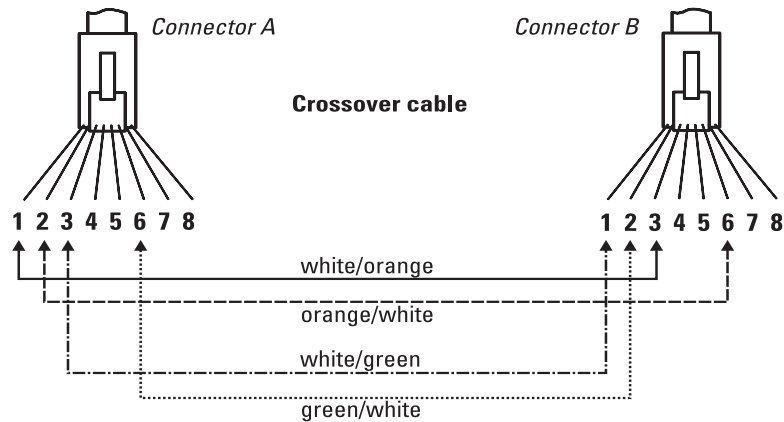 Connector A
Connector B
Crossover cable
1 2 3 4 5 6 7 8
1 2 3 4 5 6 7 8
white/orange
orange/white
white/green
green/white